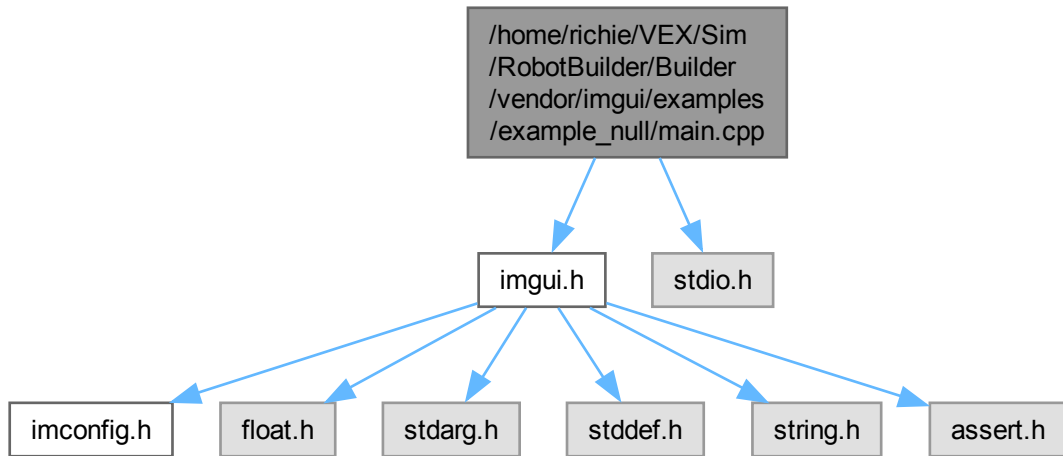 /home/richie/VEX/Sim
/RobotBuilder/Builder
/vendor/imgui/examples
/example_null/main.cpp
imgui.h
stdio.h
imconfig.h
float.h
stdarg.h
stddef.h
string.h
assert.h